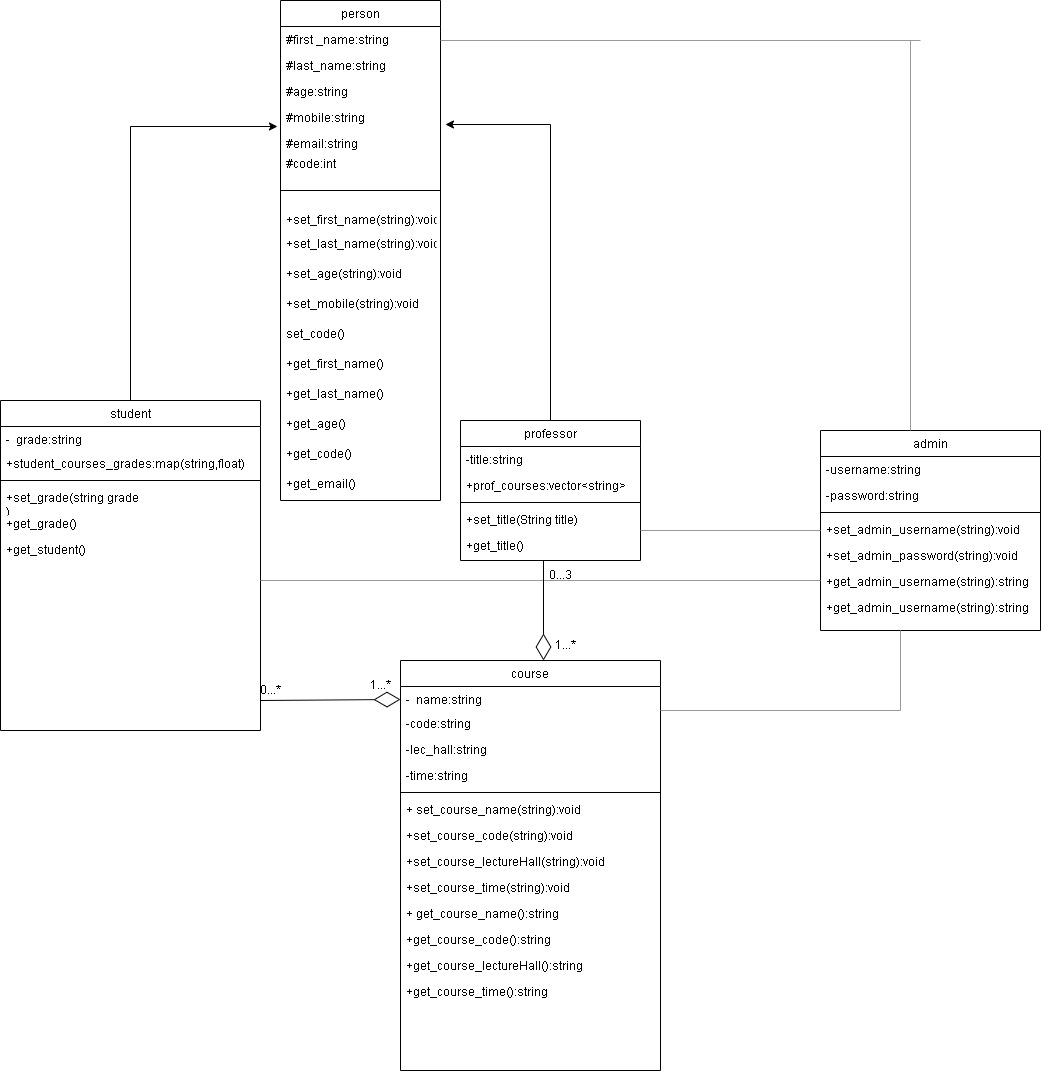 person
#first _name:string
#last_name:string
#age:string
#mobile:string
#email:string
#code:int
+set_first_name(string):voi
+set_last_name(string):voi
+set_age(string):void
+set_mobile(string):void
set_code()
+get_first_name()
+get_last_name()
+get_age()
+get_code()
+get_email()
student
- grade:string
+student_courses_grades:map(string,float)
+set_grade(string grade
)
+get_grade()
+get_student()
professor
-title:string
+prof_courses:vector<string>
+set_title(String title)
+get_title()
admin
-username:string
-password:string
+set_admin_username(string):void
+set_admin_password(string):void
+get_admin_username(string):string
+get_admin_username(string):string
0...3
1...*
0...*
1...*
course
- name:string
-code:string
-lec_hall:string
-time:string
+ set_course_name(string):void
+set_course_code(string):void
+set_course_lectureHall(string):void
+set_course_time(string):void
+ get_course_name():string
+get_course_code():string
+get_course_lectureHall():string
+get_course_time():string